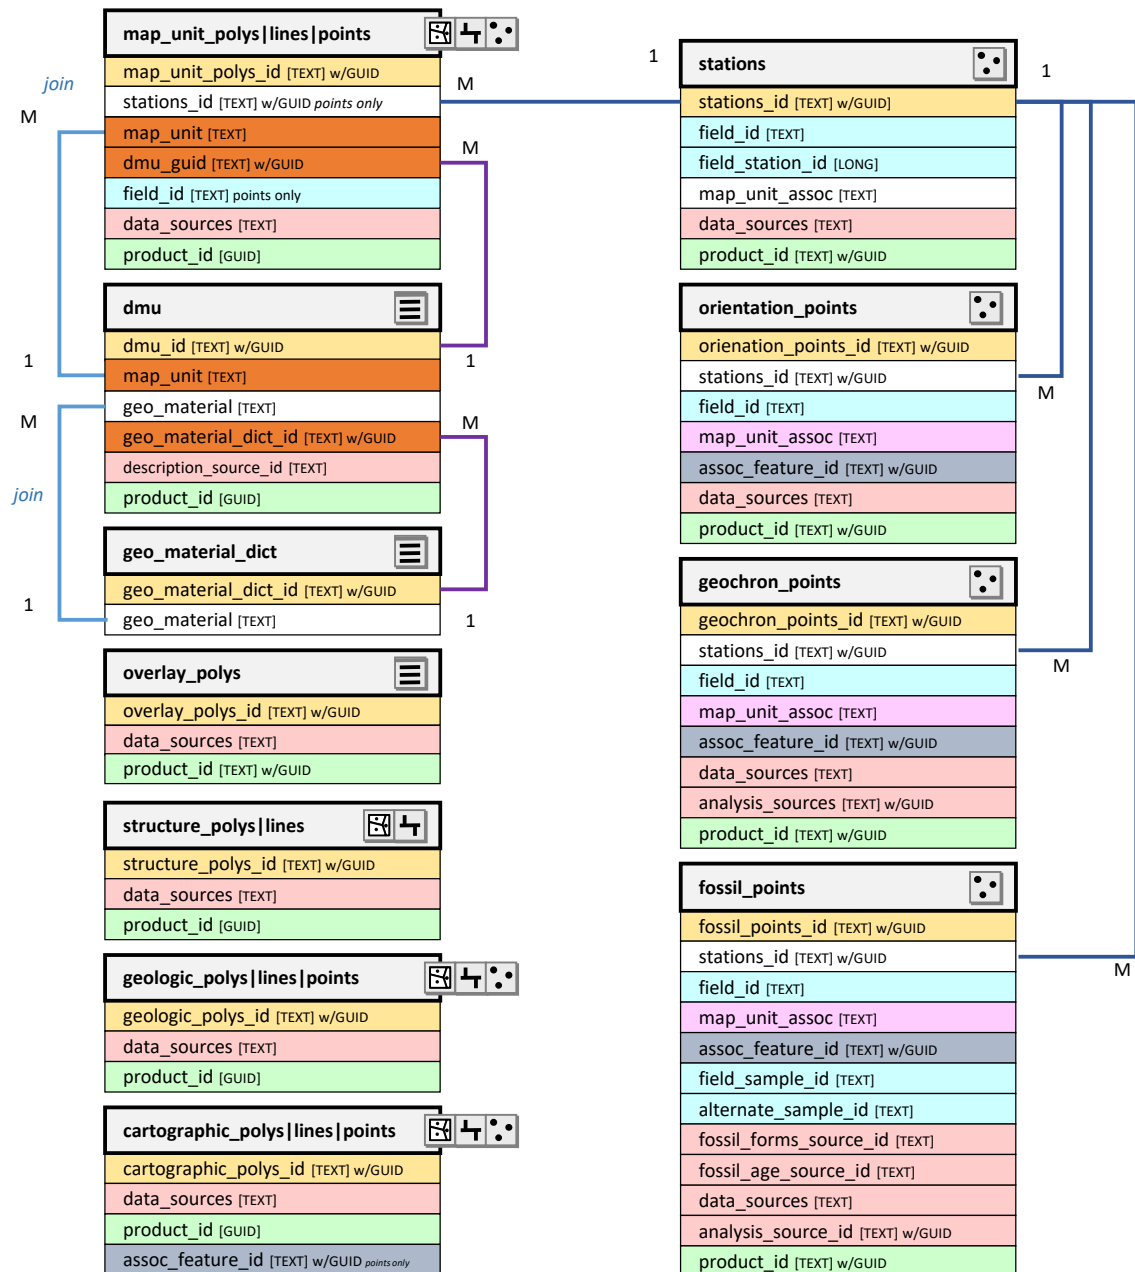 map_unit_polys|lines|points
map_unit_polys_id [TEXT] w/GUID
stations_id [TEXT] w/GUID points only
map_unit [TEXT]
dmu_guid [TEXT] w/GUID
field_id [TEXT] points only
data_sources [TEXT]
product_id [GUID]
join
M
1
M
M
1
dmu
dmu_id [TEXT] w/GUID
map_unit [TEXT]
geo_material [TEXT]
geo_material_dict_id [TEXT] w/GUID
description_source_id [TEXT]
product_id [GUID]
M
join
1
M
1
geo_material_dict
geo_material_dict_id [TEXT] w/GUID
geo_material [TEXT]
overlay_polys
overlay_polys_id [TEXT] w/GUID
data_sources [TEXT]
product_id [TEXT] w/GUID
structure_polys|lines
structure_polys_id [TEXT] w/GUID
data_sources [TEXT]
product_id [GUID]
geologic_polys|lines|points
geologic_polys_id [TEXT] w/GUID
data_sources [TEXT]
product_id [GUID]
cartographic_polys|lines|points
cartographic_polys_id [TEXT] w/GUID
data_sources [TEXT]
product_id [GUID]
assoc_feature_id [TEXT] w/GUID points only
1
stations
1
stations_id [TEXT] w/GUID]
field_id [TEXT]
field_station_id [LONG]
map_unit_assoc [TEXT]
data_sources [TEXT]
product_id [TEXT] w/GUID
orientation_points
orienation_points_id [TEXT] w/GUID
stations_id [TEXT] w/GUID
M
field_id [TEXT]
map_unit_assoc [TEXT]
assoc_feature_id [TEXT] w/GUID
data_sources [TEXT]
product_id [TEXT] w/GUID
geochron_points
geochron_points_id [TEXT] w/GUID
stations_id [TEXT] w/GUID
M
field_id [TEXT]
map_unit_assoc [TEXT]
assoc_feature_id [TEXT] w/GUID
data_sources [TEXT]
analysis_sources [TEXT] w/GUID
product_id [TEXT] w/GUID
fossil_points
fossil_points_id [TEXT] w/GUID
stations_id [TEXT] w/GUID
M
field_id [TEXT]
map_unit_assoc [TEXT]
assoc_feature_id [TEXT] w/GUID
field_sample_id [TEXT]
alternate_sample_id [TEXT]
fossil_forms_source_id [TEXT]
fossil_age_source_id [TEXT]
data_sources [TEXT]
analysis_source_id [TEXT] w/GUID
product_id [TEXT] w/GUID